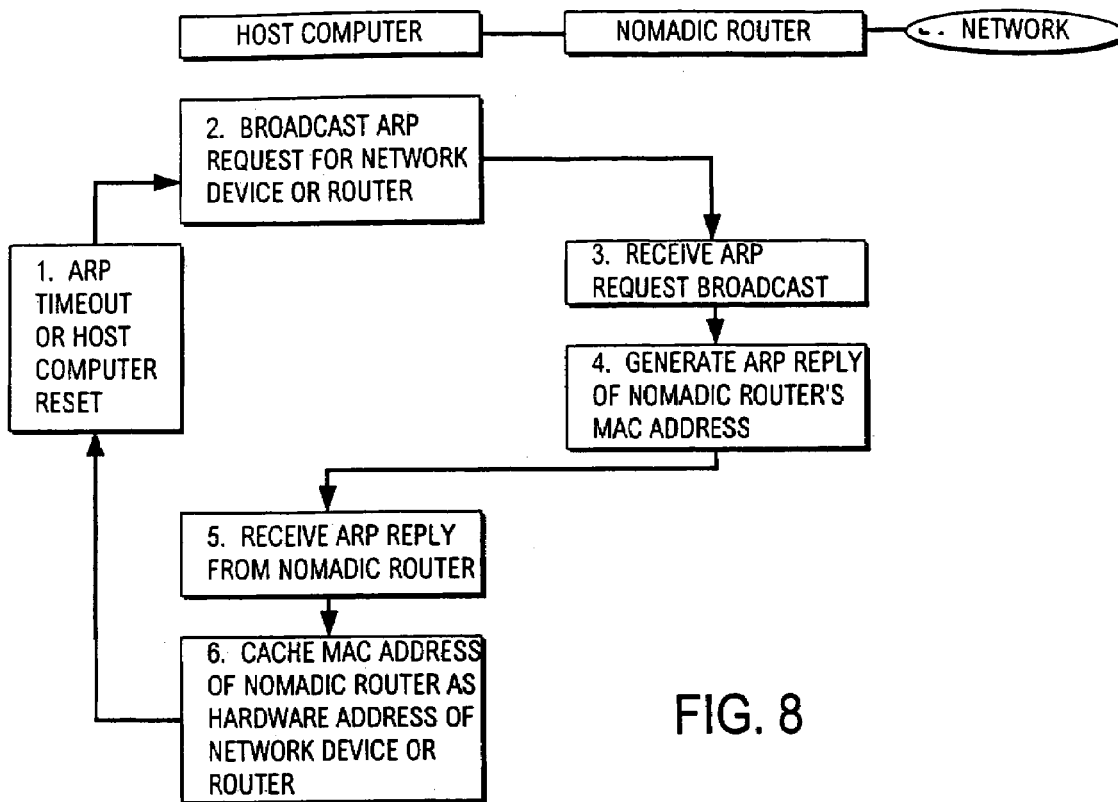 HOST COMPUTER
NOMADIC ROUTER
NETWORK
2. BROADCAST ARP
REQUEST FOR NETWORK
DEVICE OR ROUTER
3. RECEIVE ARP
REQUEST BROADCAST
1. ARP
TIMEOUT
OR HOST
COMPUTER
RESET
4. GENERATE ARP REPLY
OF NOMADIC ROUTER'S
MAC ADDRESS
5. RECEIVE ARP REPLY
FROM NOMADIC ROUTER
6. CACHE MAC ADDRESS
OF NOMADIC ROUTER AS
HARDWARE ADDRESS OF
NETWORK DEVICE OR
ROUTER
FIG. 8